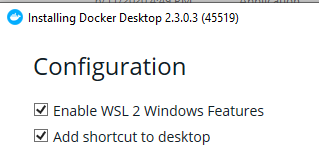 Installing Docker Desktop 2.3.0.3 (45519)
Configuration
Enable WSL 2 Windows Features
Add shortcut to desktop